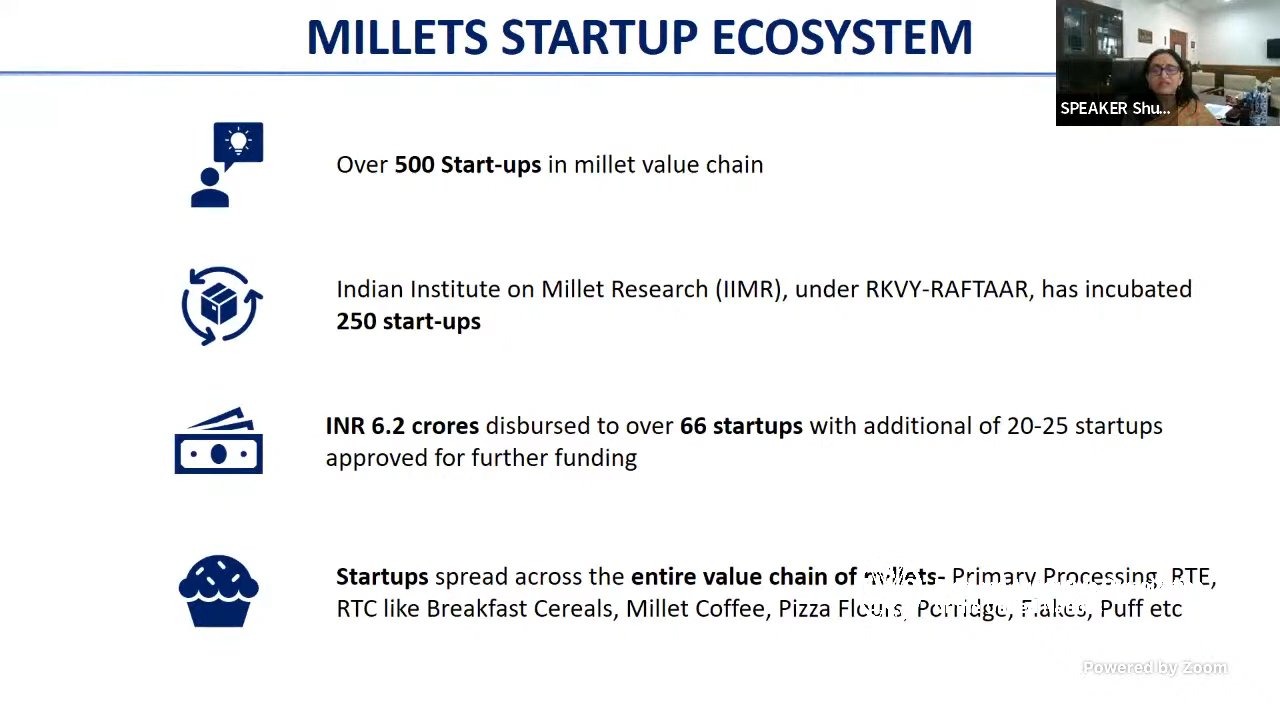 MILLETS STARTUP ECOSYSTEM
SPEAKER Shu...
Over 500 Start-ups in millet value chain
Indian Institute on Millet Research (IIMR), under RKVY-RAFTAAR, has incubated
250 start-ups
INR 6.2 crores disbursed to over 66 startups with additional of 20-25 startups
approved for further funding
Startups spread across the entire value chain of millets- Primary Processing, RTE,
RTC like Breakfast Cereals, Millet Coffee, Pizza Flour, Porridge, Flakes, Puff etc
Powered by Zoom